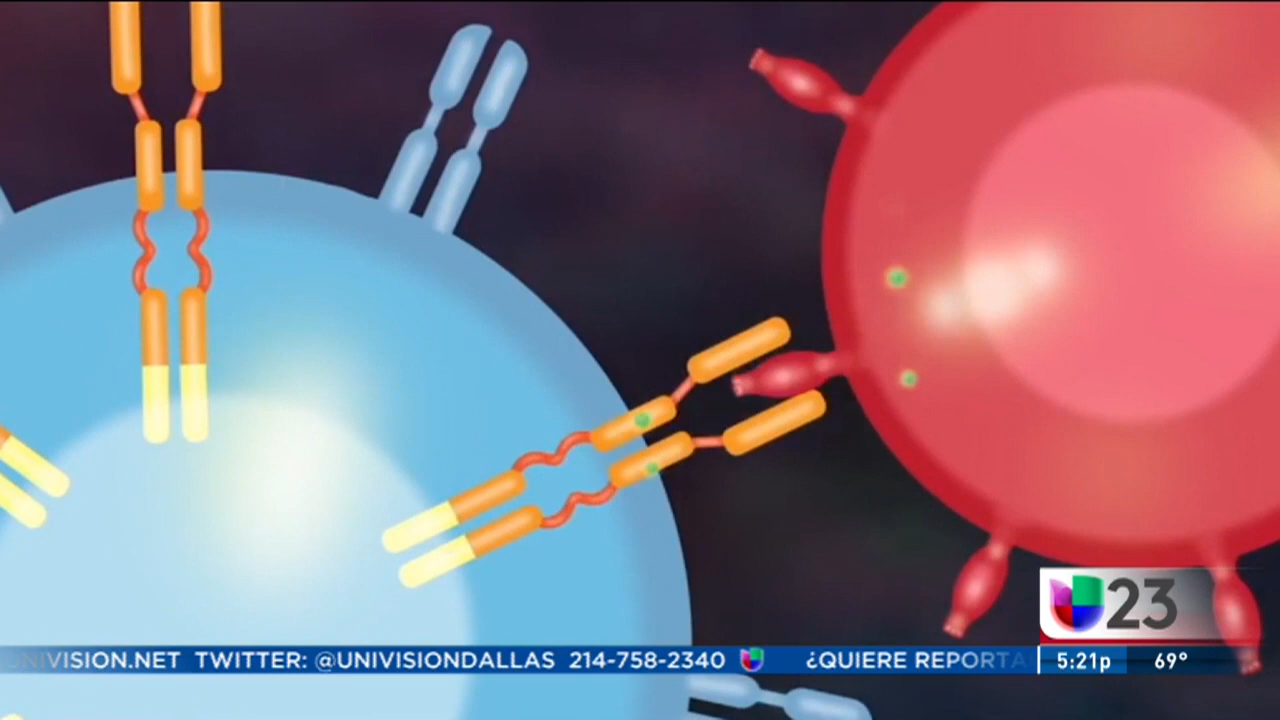 23
UNIVISION.NET TWITTER: @UNIVISIONDALLAS 214-758-2340 ¿QUIERE REPORTA
5:21p 69°